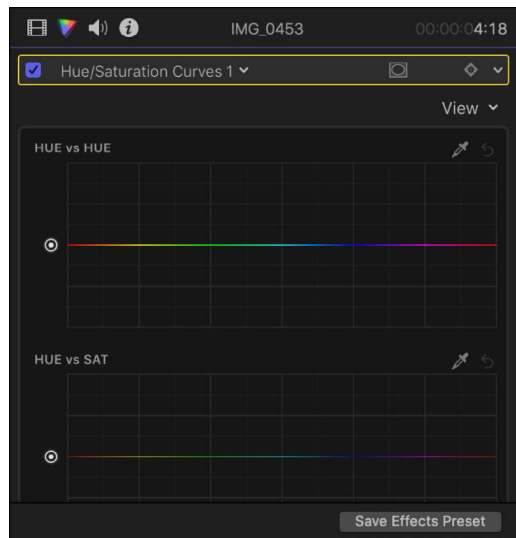 IMG_0453 00:00:04:18
Hue/Saturation Curves 1
View
HUE vs HUE
HUE vs SAT
Save Effects Preset